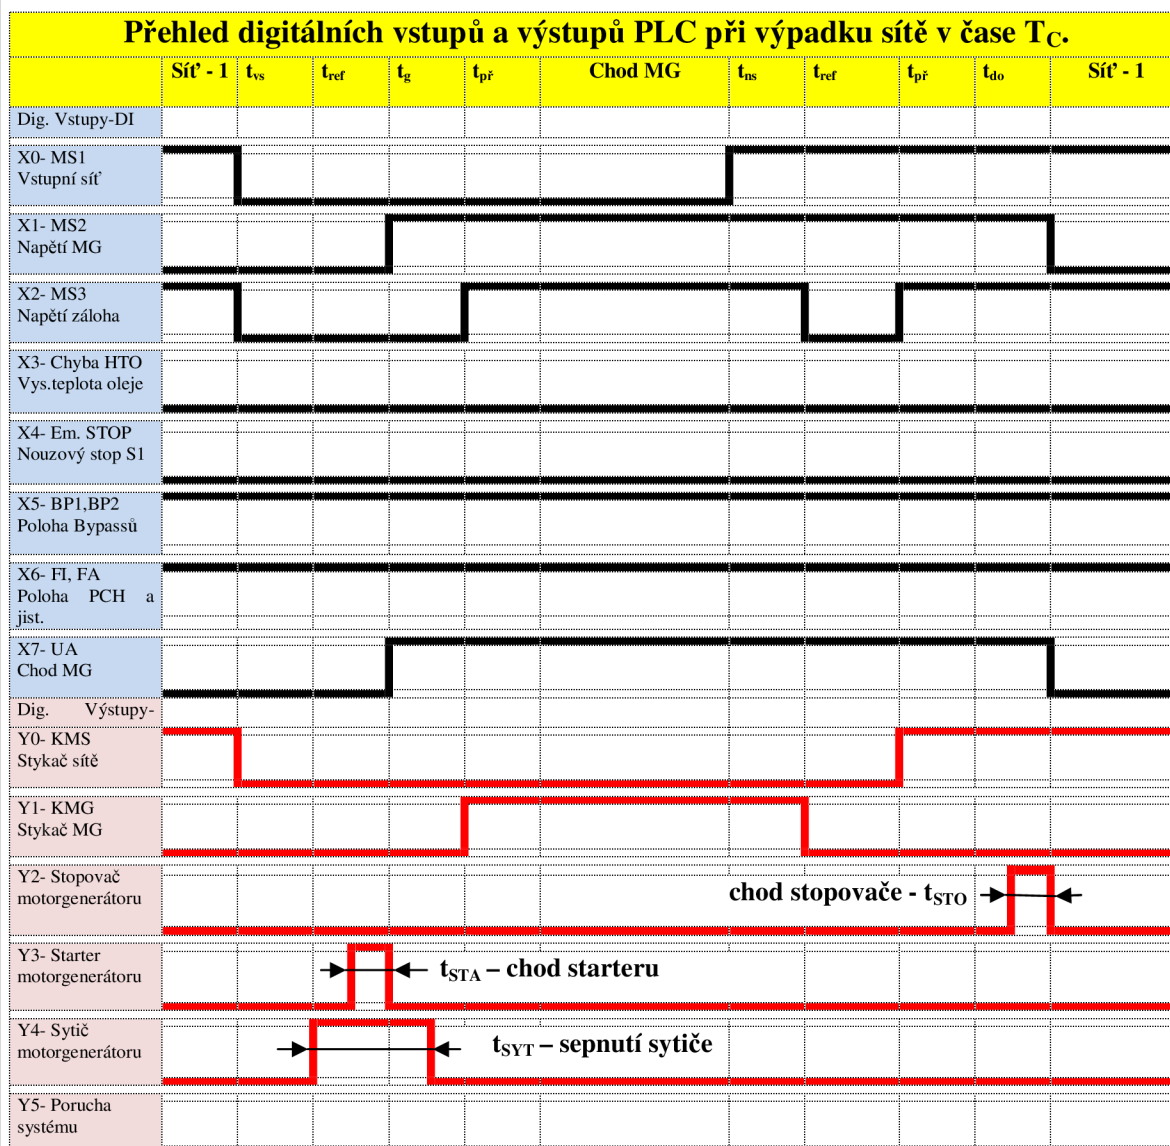 Přehled digitálních vstupů a výstupů PLC při výpadku sítě v čase TC.
Síť - 1 tvs tref tg tpř Chod MG tns tref tpř tdo Síť - 1
Dig. Vstupy-DI
X0- MS1
Vstupní síť
X1- MS2
Napětí MG
X2- MS3
Napětí záloha
X3- Chyba HTO
Vys.teplota oleje
X4- Em. STOP
Nouzový stop S1
X5- BP1,BP2
Poloha Bypassů
X6- FI, FA
Poloha PCH a
jist.
X7- UA
Chod MG
Dig. Výstupy-
Y0- KMS
Stykač sítě
Y1- KMG
Stykač MG
Y2- Stopovač
motorgenerátoru
chod stopovače - tSTO
Y3- Starter
motorgenerátoru
tSTA – chod starteru
Y4- Sytič
motorgenerátoru
tSYT – sepnutí sytiče
Y5- Porucha
systému